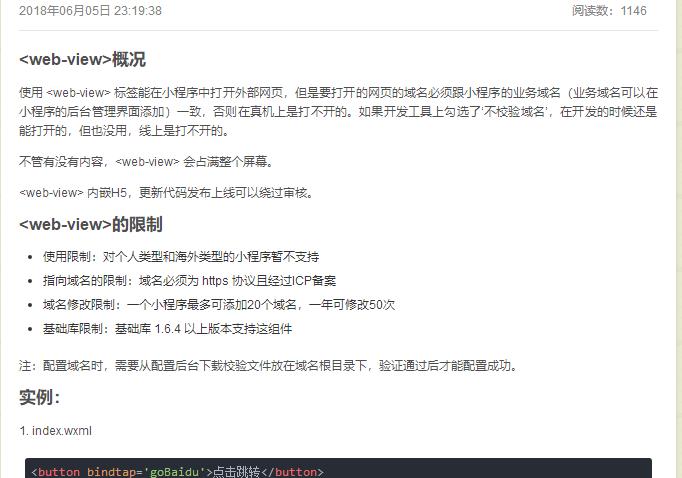 2018年06月05日 23:19:38 阅读数：1146
<web-view>概况
使用 <web-view> 标签能在小程序中打开外部网页，但是要打开的网页的域名必须跟小程序的业务域名（业务域名可以在
小程序的后台管理界面添加）一致，否则在真机上是打不开的。如果开发工具上勾选了‘不校验域名’，在开发的时候还是
能打开的，但也没用，线上是打不开的。
不管有没有内容，<web-view> 会占满整个屏幕。
<web-view> 内嵌H5，更新代码发布上线可以绕过审核。
<web-view>的限制
• 使用限制：对个人类型和海外类型的小程序暂不支持
• 指向域名的限制：域名必须为 https 协议且经过ICP备案
• 域名修改限制：一个小程序最多可添加20个域名，一年可修改50次
• 基础库限制：基础库 1.6.4 以上版本支持这组件
注：配置域名时，需要从配置后台下载校验文件放在域名根目录下，验证通过后才能配置成功。
实例：
1. index.wxml
<button bindtap='goBaidu'>点击跳转</button>